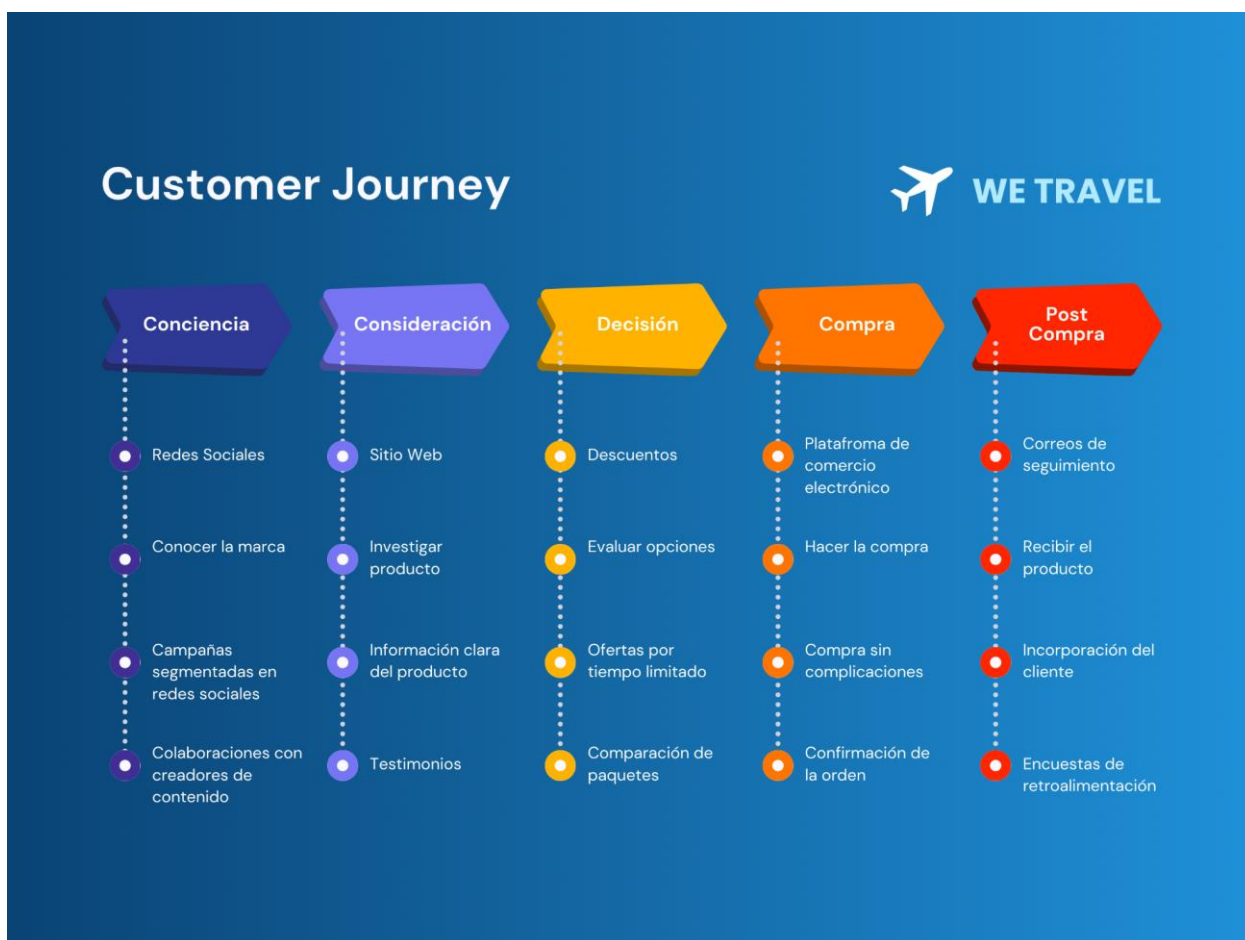 Customer Journey
WE TRAVEL
Conciencia
Redes Sociales
Conocer la marca
Campañas
segmentadas en
redes sociales
Colaboraciones con
creadores de
contenido
Consideración
Sitio Web
Investigar
producto
Información clara
del producto
Testimonios
Decisión
Descuentos
Evaluar opciones
Ofertas por
tiempo limitado
Comparación de
paquetes
Compra
Platafroma de
comercio
electrónico
Hacer la compra
Compra sin
complicaciones
Confirmación de
la orden
Post
Compra
Correos de
seguimiento
Recibir el
producto
Incorporación del
cliente
Encuestas de
retroalimentación